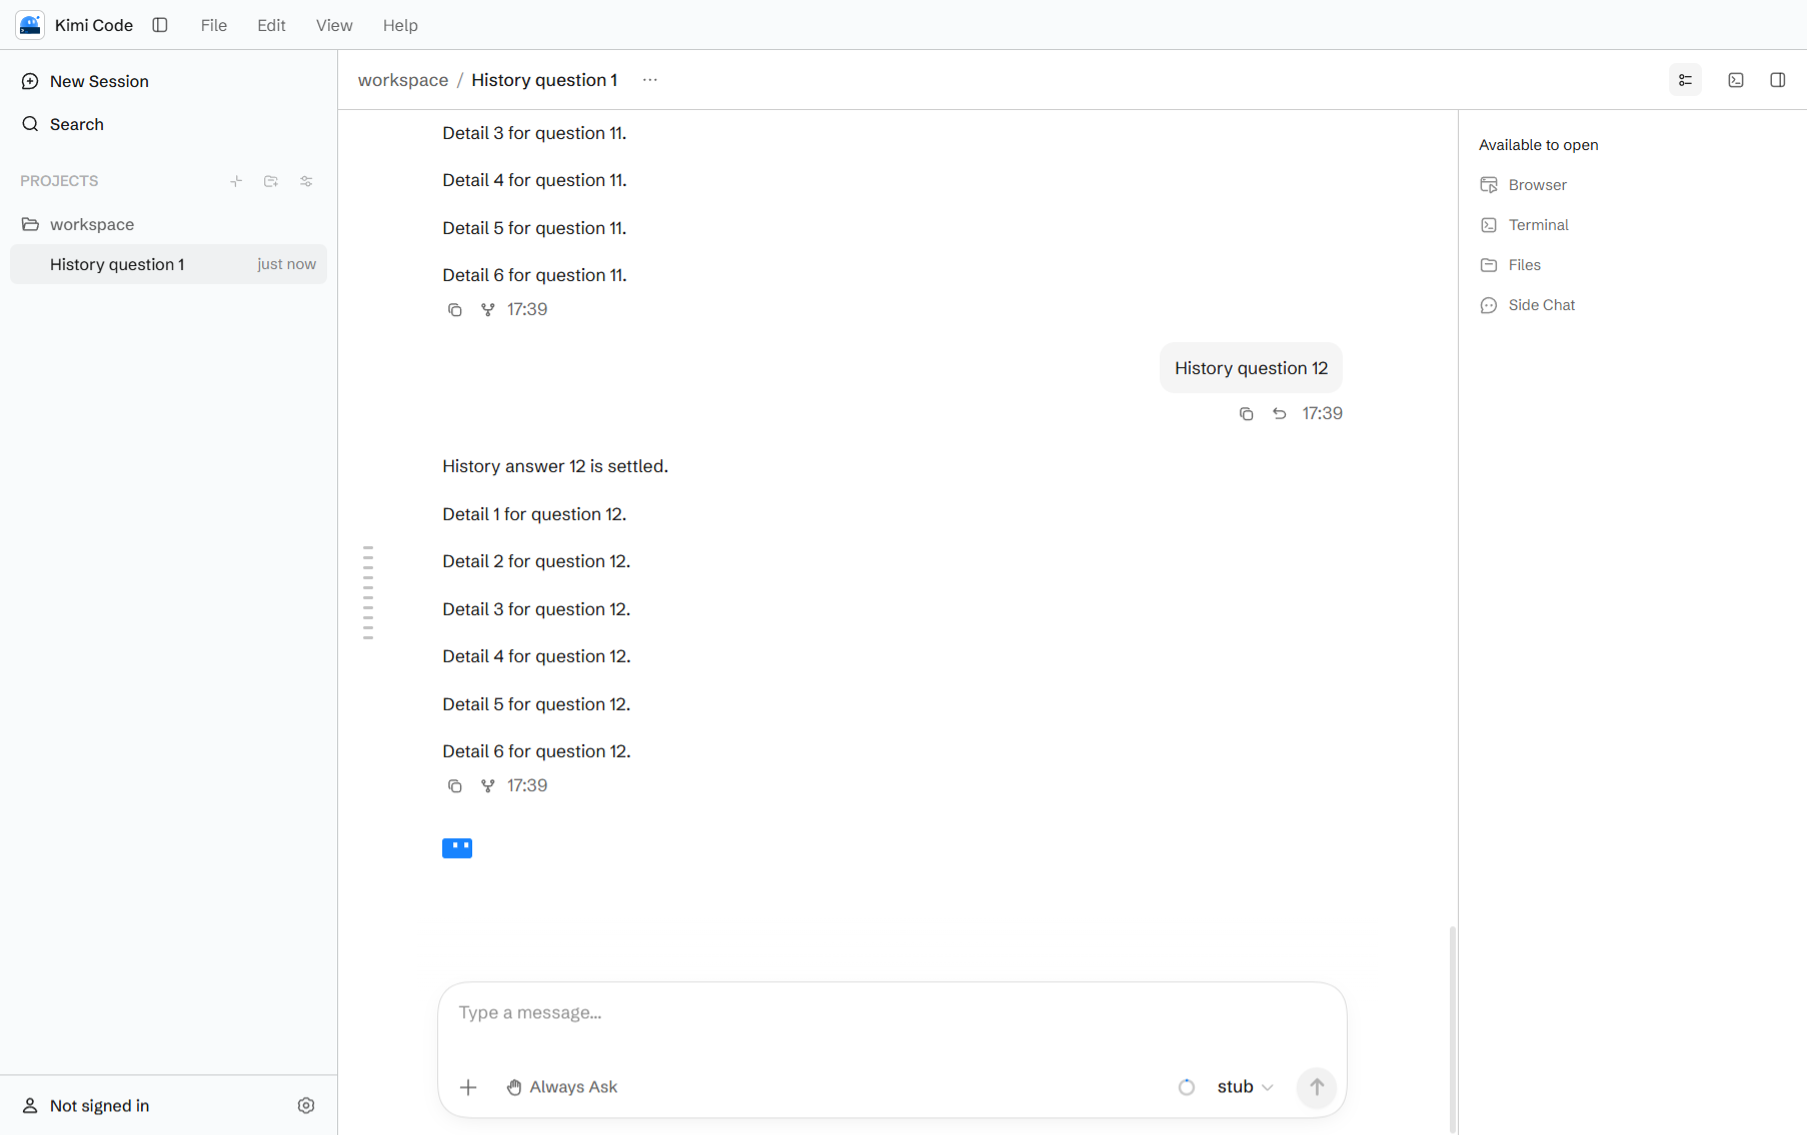 Kimi Code File Edit View Help
New Session
Search
PROJECTS
workspace
History question 1 just now
Not signed in
workspace / History question 1 ...
Detail 3 for question 11.
Detail 4 for question 11.
Detail 5 for question 11.
Detail 6 for question 11.
17:39
History question 12
17:39
History answer 12 is settled.
Detail 1 for question 12.
Detail 2 for question 12.
Detail 3 for question 12.
Detail 4 for question 12.
Detail 5 for question 12.
Detail 6 for question 12.
17:39
Type a message...
Always Ask stub
Available to open
Browser
Terminal
Files
Side Chat